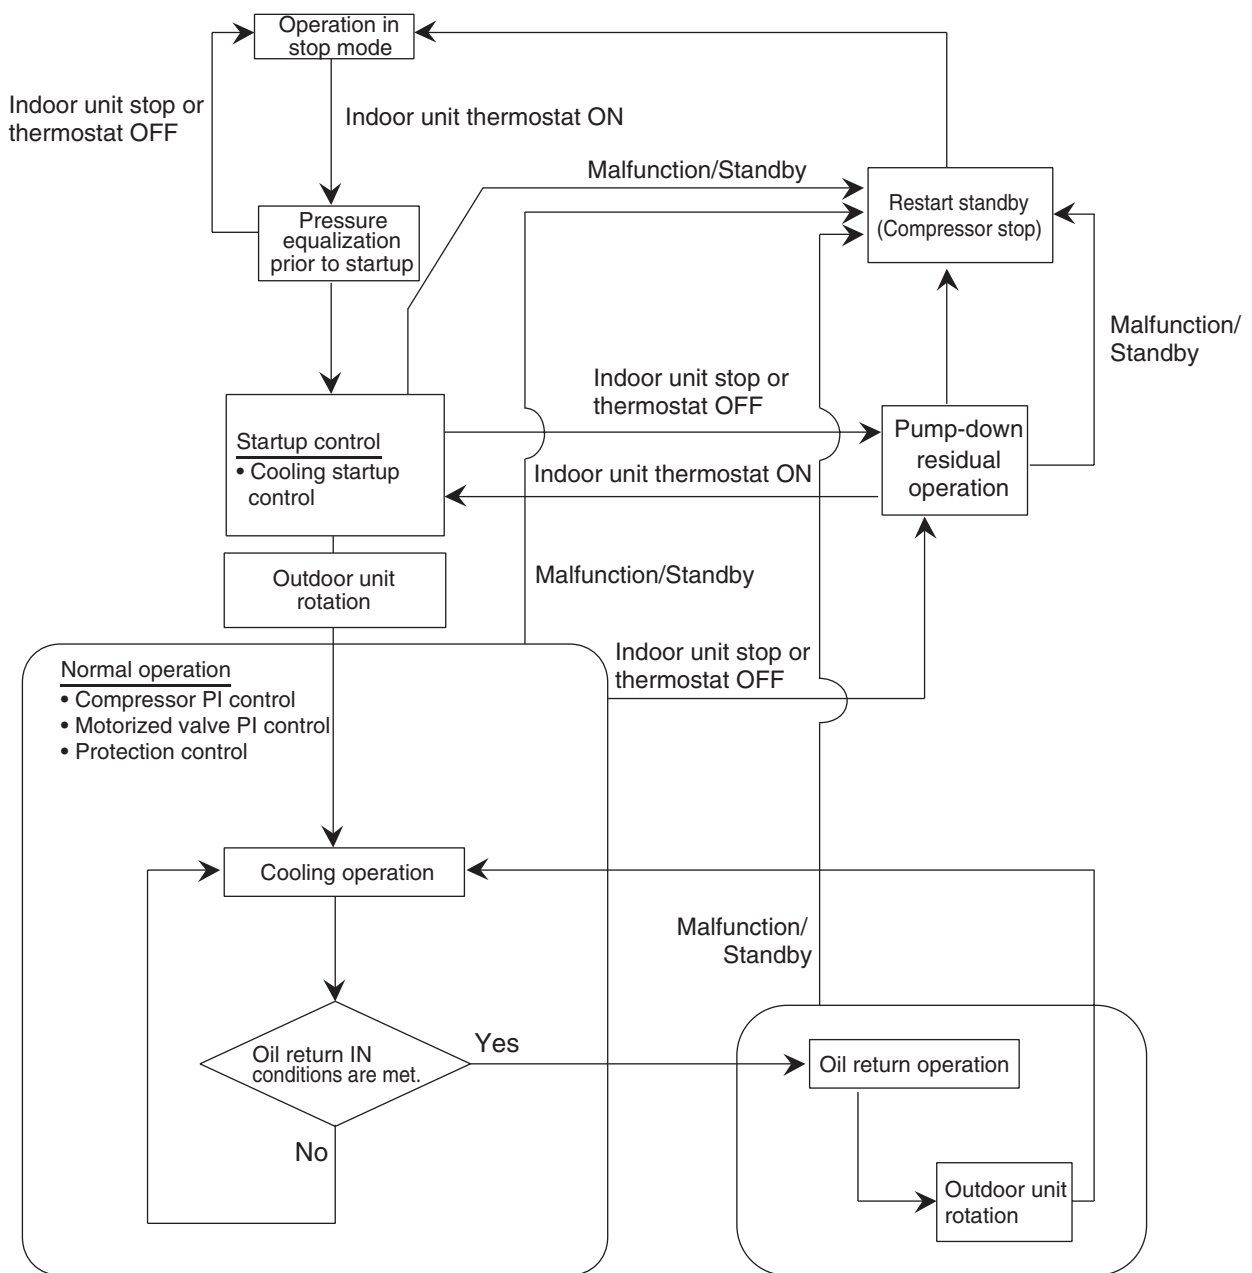 Operation in
stop mode
Indoor unit stop or
thermostat OFF
Indoor unit thermostat ON
Malfunction/Standby
Restart standby
(Compressor stop)
Pressure
equalization
prior to startup
Malfunction/
Standby
Indoor unit stop or
thermostat OFF
Startup control
• Cooling startup
control
Pump-down
residual
operation
Indoor unit thermostat ON
Outdoor unit
rotation
Malfunction/Standby
Indoor unit stop or
thermostat OFF
Normal operation
• Compressor PI control
• Motorized valve PI control
• Protection control
Cooling operation
Malfunction/
Standby
Oil return IN
conditions are met.
Yes
No
Oil return operation
Outdoor unit
rotation